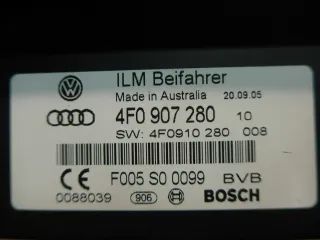 ILM Beifahrer
Made in Australia 20.09.05
4F0 907 280 10
SW: 4F0910 280 008
F005 S0 0099 BVB
0088039 906 BOSCH